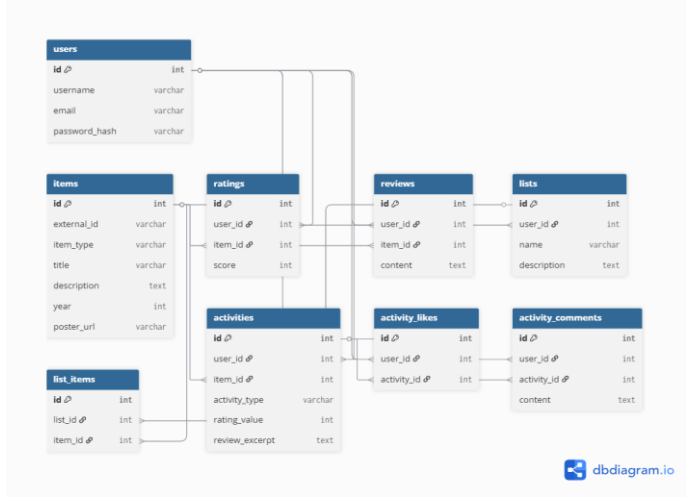 users
id int
username varchar
email varchar
password_hash varchar
items
id int
external_id varchar
item_type varchar
title varchar
description text
year int
poster_url varchar
ratings
id int
user_id int
item_id int
score int
reviews
id int
user_id int
item_id int
content text
lists
id int
user_id int
name varchar
description text
activities
id int
user_id int
item_id int
activity_type varchar
rating_value int
review_excerpt text
activity_likes
id int
user_id int
activity_id int
activity_comments
id int
user_id int
activity_id int
content text
list_items
id int
list_id int
item_id int
dbdiagram.io